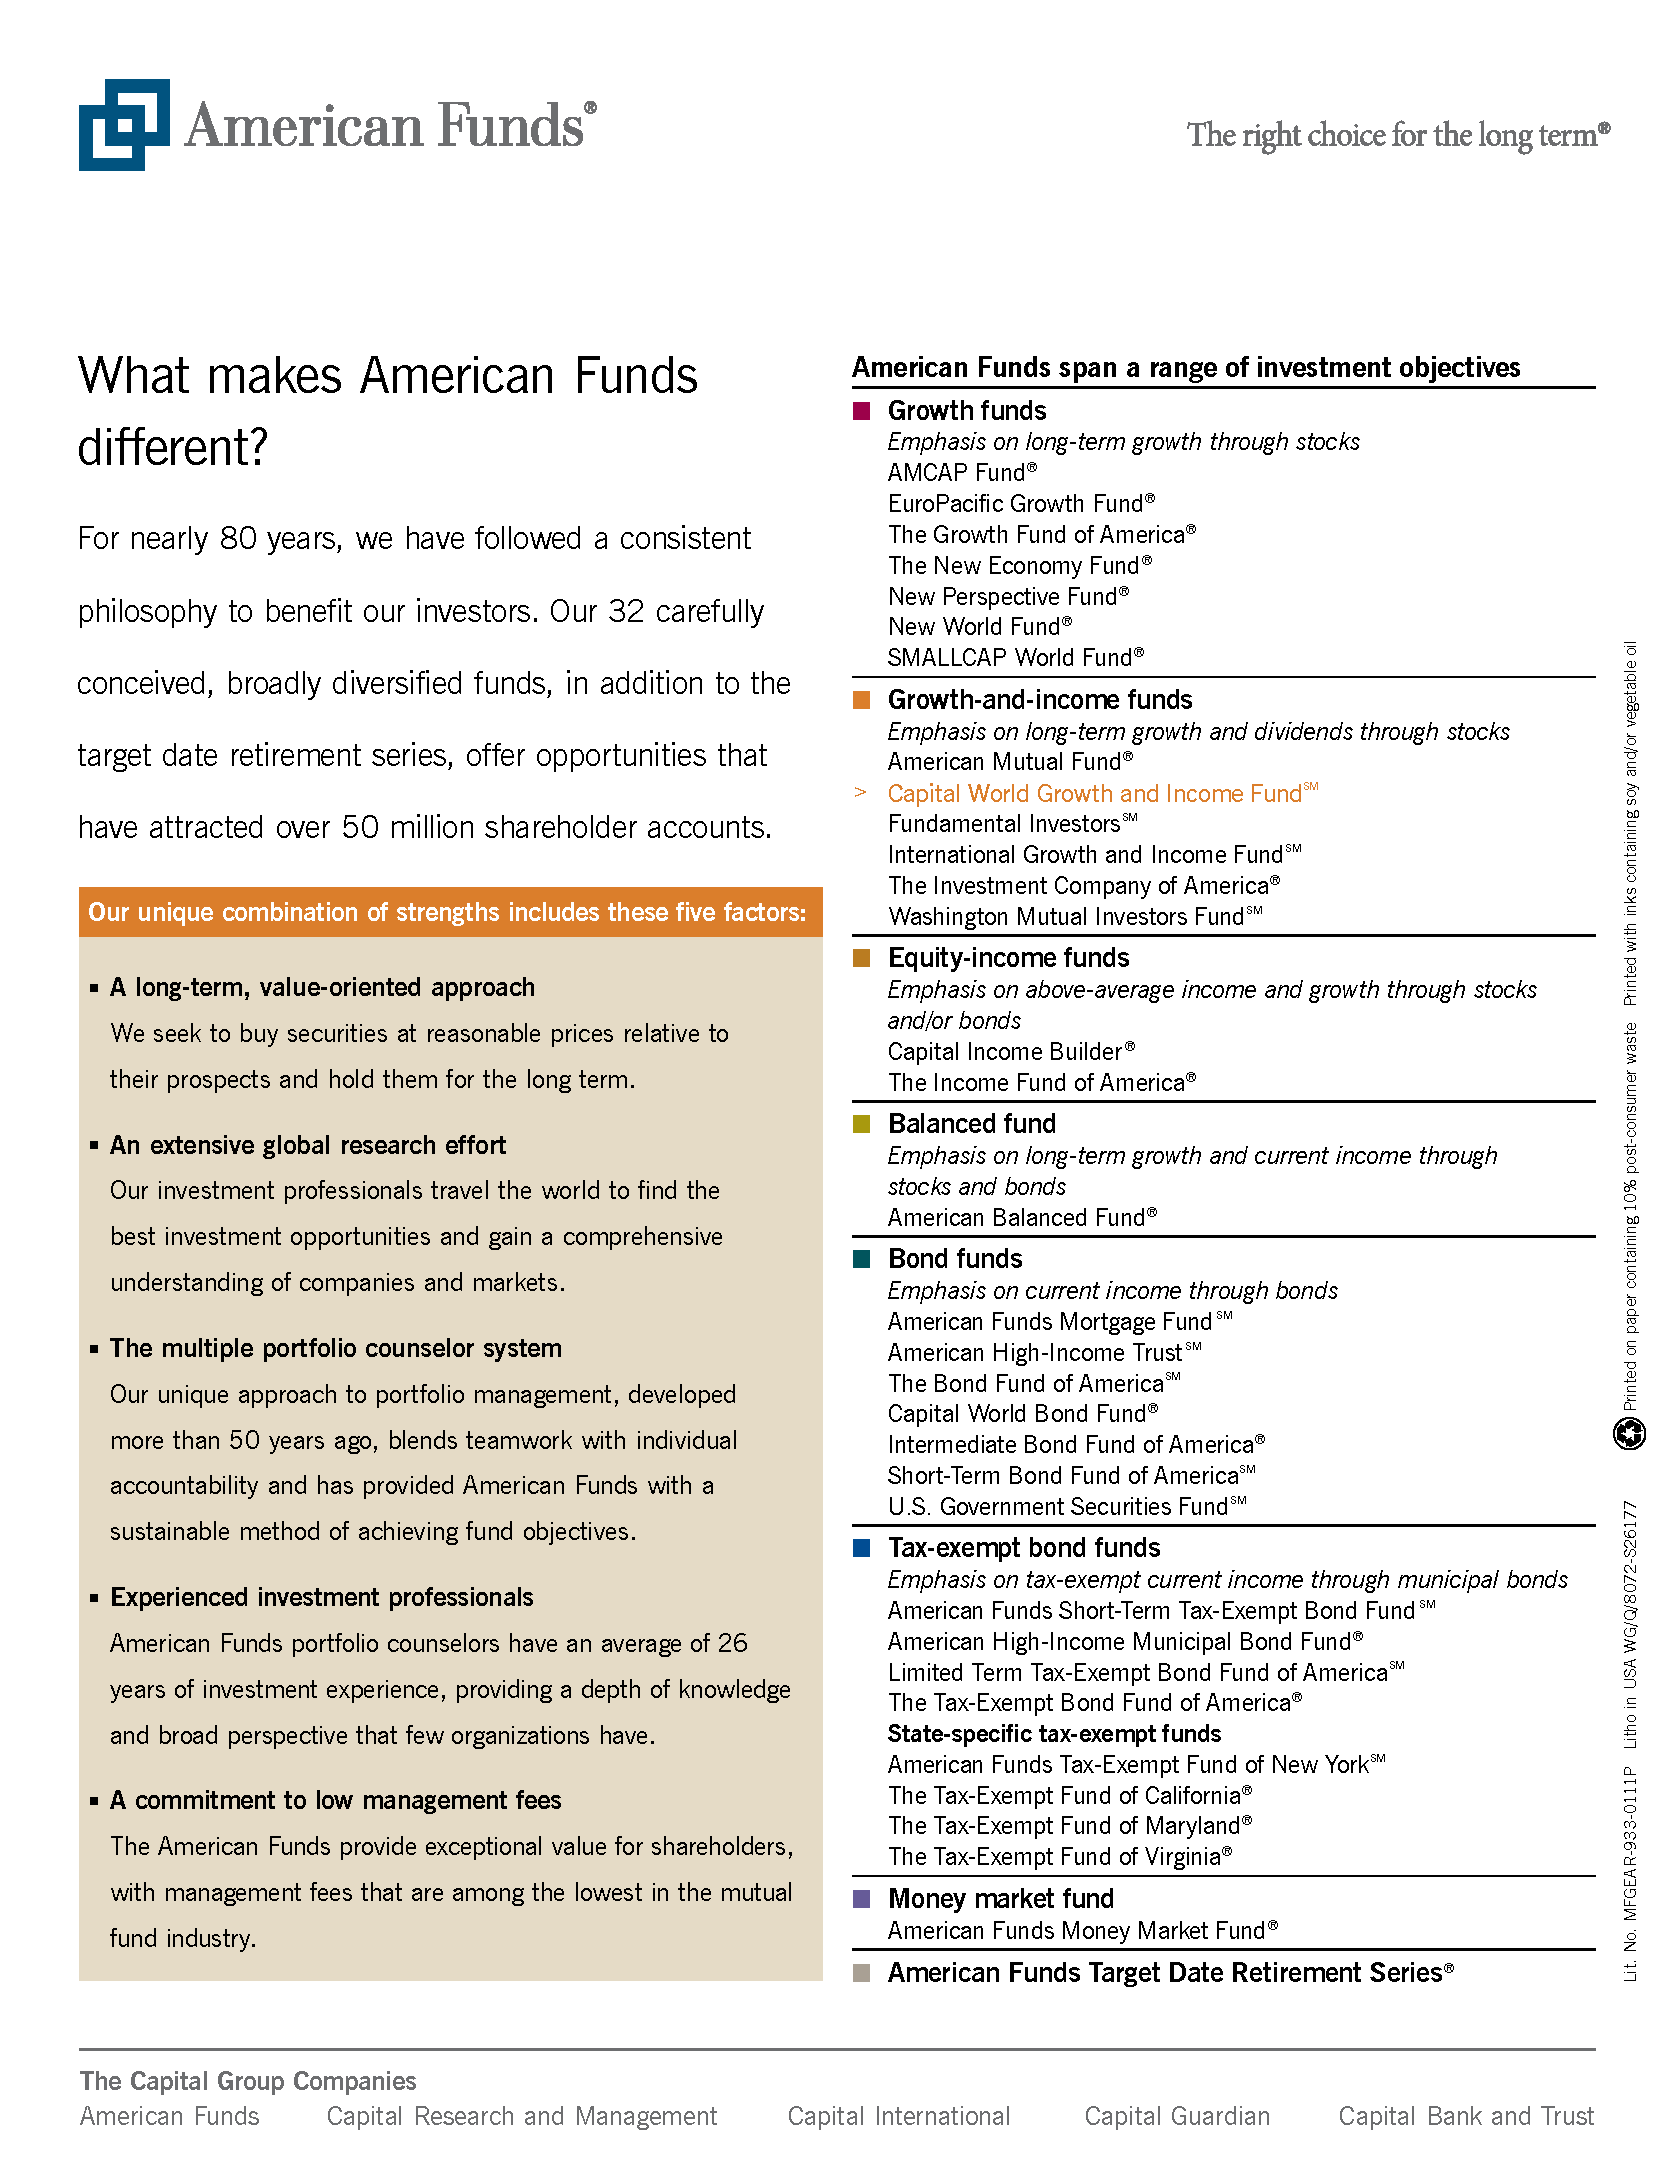 American Funds®
The right choice for the long term®
What makes American Funds
different?
For nearly 80 years, we have followed a consistent
philosophy to benefit our investors. Our 32 carefully
conceived, broadly diversified funds, in addition to the
target date retirement series, offer opportunities that
have attracted over 50 million shareholder accounts.
Our unique combination of strengths includes these five factors:
▪ A long-term, value-oriented approach
We seek to buy securities at reasonable prices relative to
their prospects and hold them for the long term.
▪ An extensive global research effort
Our investment professionals travel the world to find the
best investment opportunities and gain a comprehensive
understanding of companies and markets.
▪ The multiple portfolio counselor system
Our unique approach to portfolio management, developed
more than 50 years ago, blends teamwork with individual
accountability and has provided American Funds with a
sustainable method of achieving fund objectives.
▪ Experienced investment professionals
American Funds portfolio counselors have an average of 26
years of investment experience, providing a depth of knowledge
and broad perspective that few organizations have.
▪ A commitment to low management fees
The American Funds provide exceptional value for shareholders,
with management fees that are among the lowest in the mutual
fund industry.
American Funds span a range of investment objectives
Growth funds
Emphasis on long-term growth through stocks
AMCAP Fund®
EuroPacific Growth Fund®
The Growth Fund of America®
The New Economy Fund®
New Perspective Fund®
New World Fund®
SMALLCAP World Fund®
Growth-and-income funds
Emphasis on long-term growth and dividends through stocks
American Mutual Fund®
> Capital World Growth and Income Fund℠
Fundamental Investors℠
International Growth and Income Fund℠
The Investment Company of America®
Washington Mutual Investors Fund℠
Equity-income funds
Emphasis on above-average income and growth through stocks
and/or bonds
Capital Income Builder®
The Income Fund of America®
Balanced fund
Emphasis on long-term growth and current income through
stocks and bonds
American Balanced Fund®
Bond funds
Emphasis on current income through bonds
American Funds Mortgage Fund℠
American High-Income Trust℠
The Bond Fund of America℠
Capital World Bond Fund®
Intermediate Bond Fund of America®
Short-Term Bond Fund of America℠
U.S. Government Securities Fund℠
Tax-exempt bond funds
Emphasis on tax-exempt current income through municipal bonds
American Funds Short-Term Tax-Exempt Bond Fund℠
American High-Income Municipal Bond Fund®
Limited Term Tax-Exempt Bond Fund of America℠
The Tax-Exempt Bond Fund of America®
State-specific tax-exempt funds
American Funds Tax-Exempt Fund of New York℠
The Tax-Exempt Fund of California®
The Tax-Exempt Fund of Maryland®
The Tax-Exempt Fund of Virginia®
Money market fund
American Funds Money Market Fund®
American Funds Target Date Retirement Series®
Lit. No. MFGEAR-933-0111P Litho in USA WG/Q/8072-S26177 Printed on paper containing 10% post-consumer waste Printed with inks containing soy and/or vegetable oil
The Capital Group Companies
American Funds Capital Research and Management Capital International Capital Guardian Capital Bank and Trust